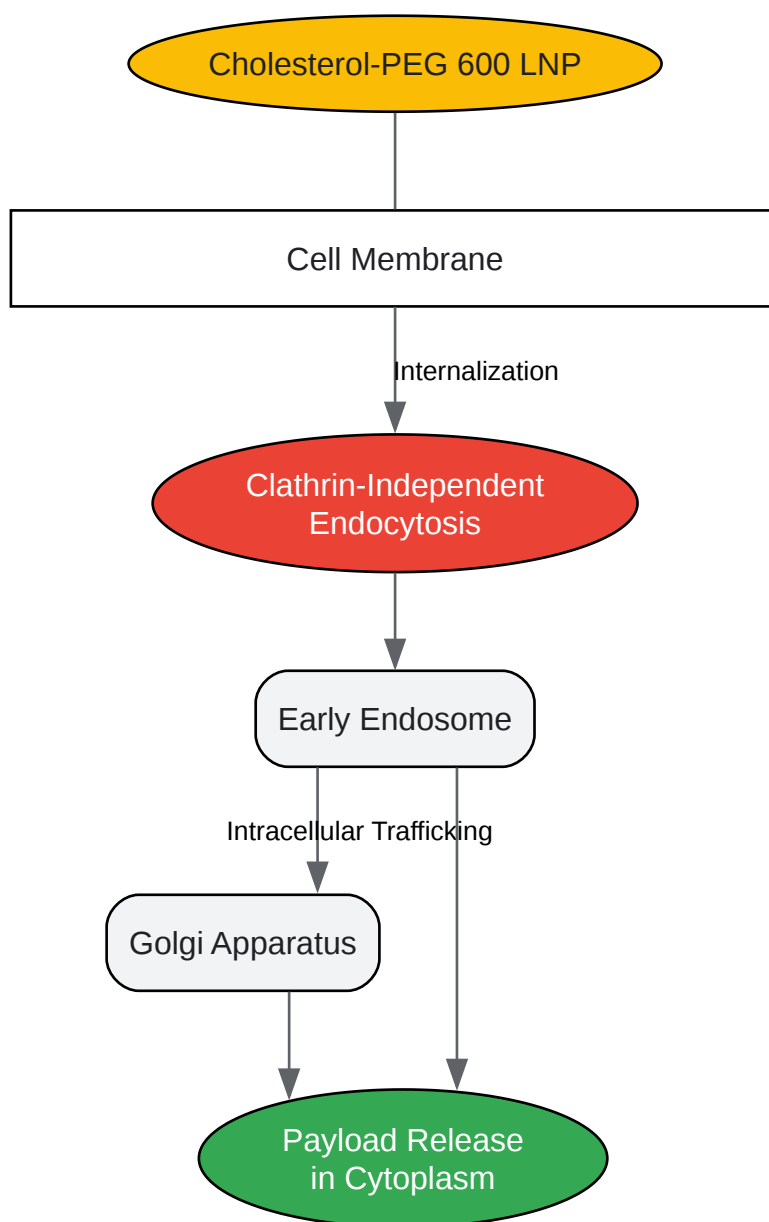 Cholesterol-PEG 600 LNP
Cell Membrane
Internalization
Clathrin-Independent
Endocytosis
Early Endosome
Intracellular Trafficking
Golgi Apparatus
Payload Release
in Cytoplasm